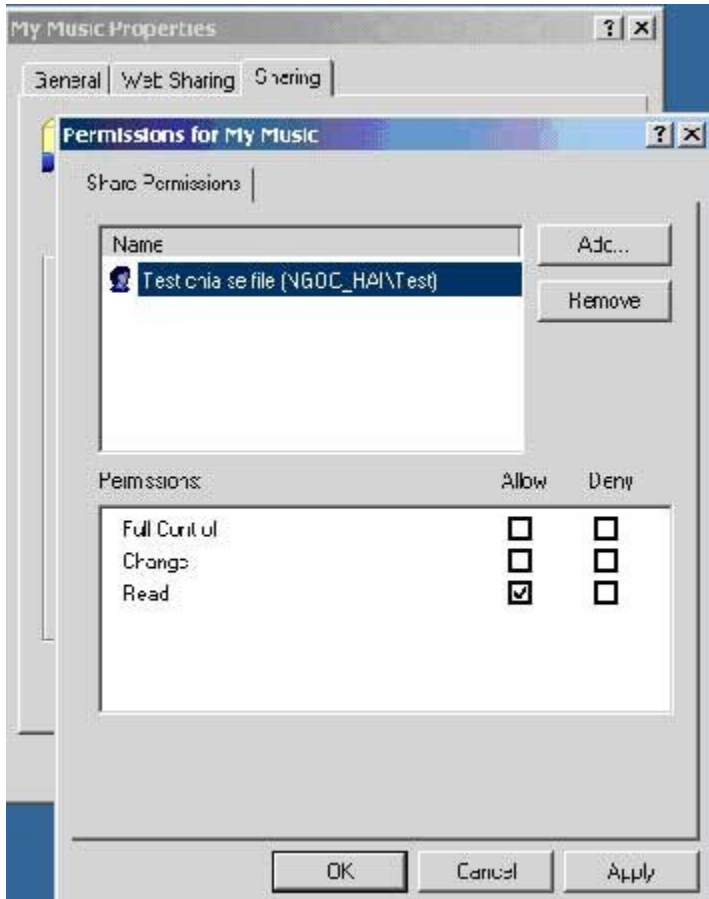 My Music Properties
General Web Sharing Sharing
Permissions for My Music
Share Permissions
Name
Add...
Test chia se file (NGOC_HAI\Test)
Remove
Permissions: Allow Deny
Full Control
Change
Read
OK Cancel Apply